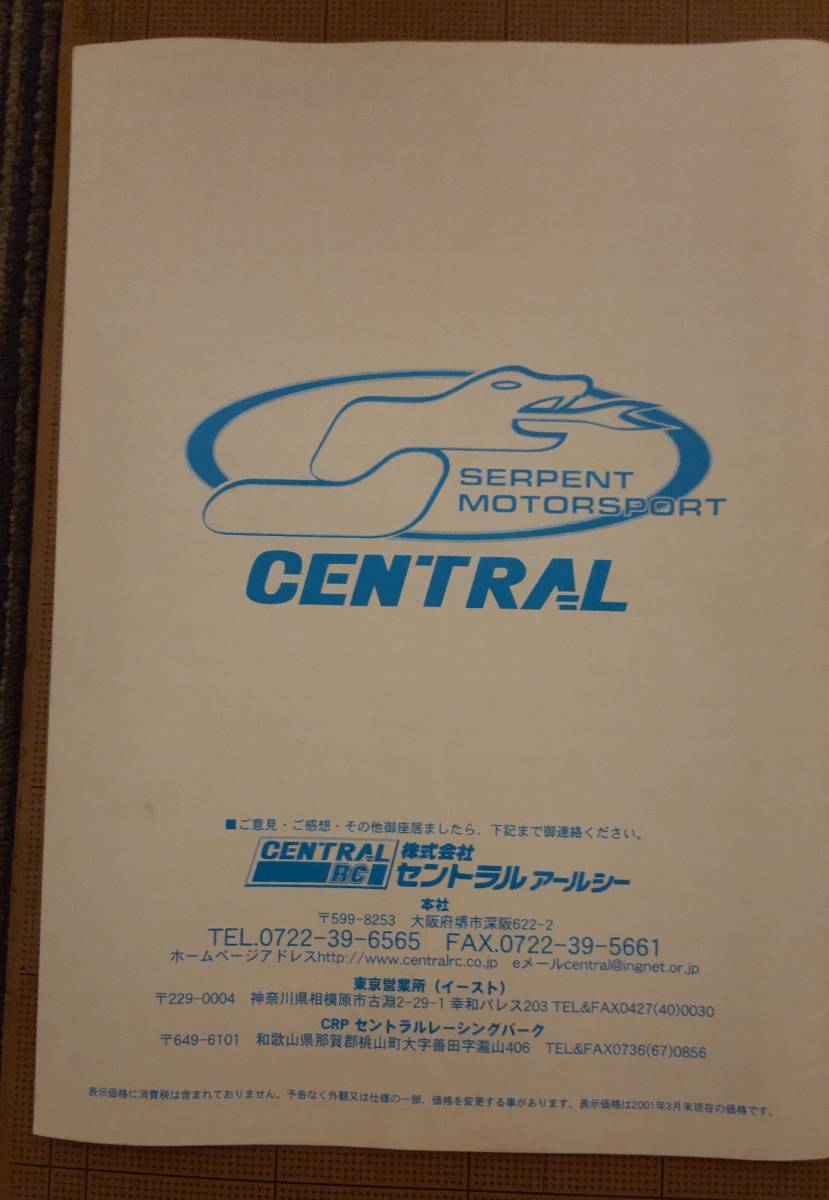 SERPENT
MOTORSPORT
CENTRAL
■ご意見・ご感想・その他御座居ましたら、下記まで御連絡ください。
CENTRAL RC 株式会社 セントラル アールシー
本社
〒599-8253 大阪府堺市深阪622-2
TEL.0722-39-6565 FAX.0722-39-5661
ホームページアドレスhttp://www.centralrc.co.jp eメールcentral@ingnet.or.jp
東京営業所（イースト）
〒229-0004 神奈川県相模原市古淵2-29-1 幸和パレス203 TEL&FAX0427(40)0030
CRP セントラルレーシングパーク
〒649-6101 和歌山県那賀郡桃山町大字善田字瀧山406 TEL&FAX0736(67)0856
表示価格に消費税は含まれておりません。予告なく外観又は仕様の一部、価格を変更する事があります。表示価格は2001年3月末現在の価格です。